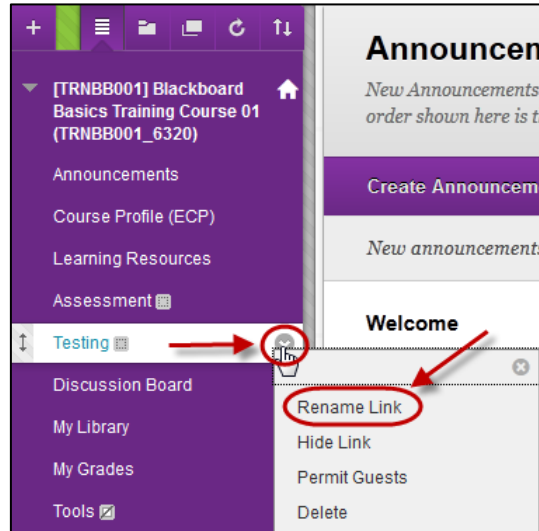 [TRNBB001] Blackboard
Basics Training Course 01
(TRNBB001_6320)
Announcements
Course Profile (ECP)
Learning Resources
Assessment
Testing
Discussion Board
My Library
My Grades
Tools
New Announcements
order shown here is
Create
New announcements
Welcome
Rename Link
Hide Link
Permit Guests
Delete